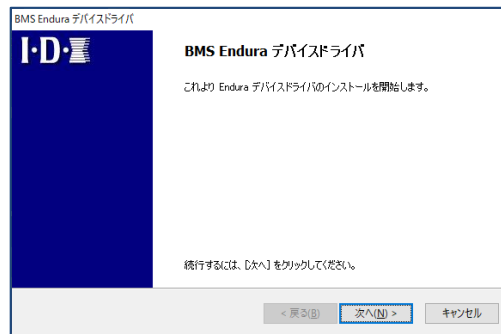 BMS Endura デバイスドライバ
I·D·X
BMS Endura デバイスドライバ
これより Endura デバイスドライバのインストールを開始します。
続行するには、[次へ] をクリックしてください。
< 戻る(B) 次へ(N) > キャンセル